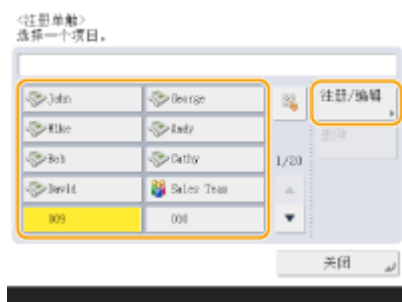 <注册单触>
选择一个项目。
John
George
注册/编辑
Mike
Andy
删除
Bob
Cathy
1/20
David
Sales Team
009
010
关闭